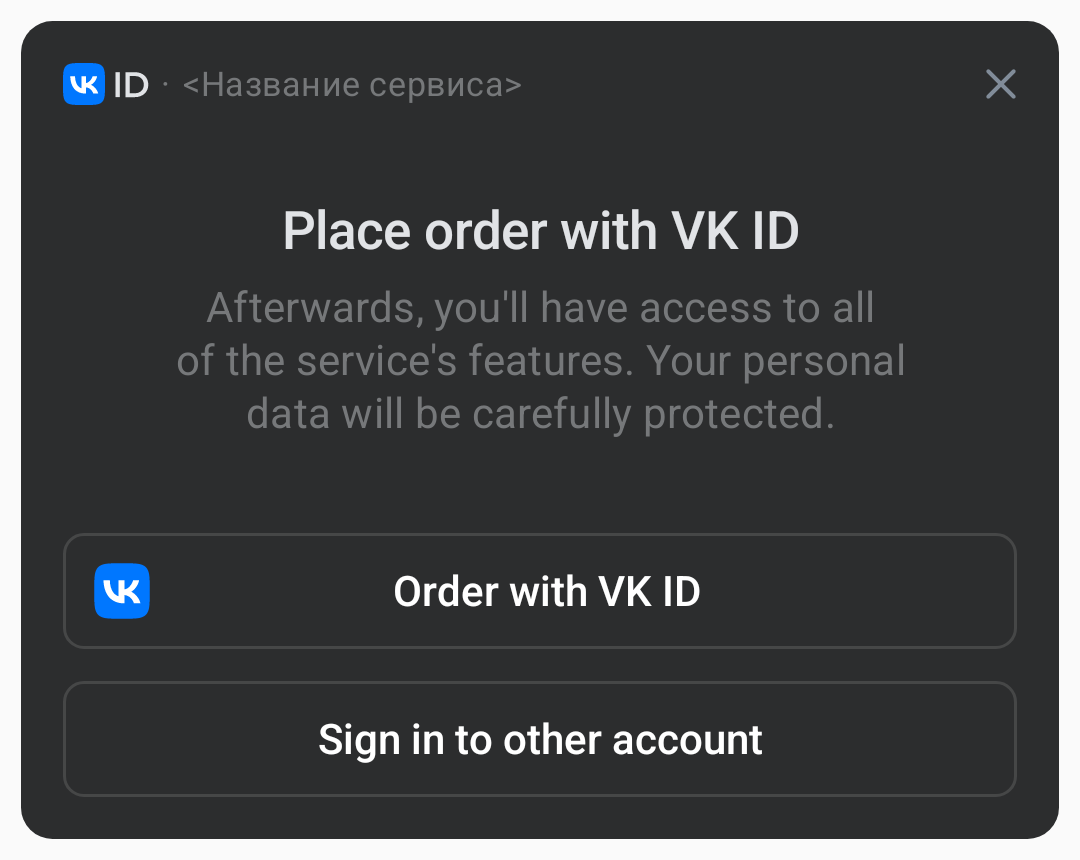 VK ID · <Название сервиса>
Place order with VK ID
Afterwards, you'll have access to all
of the service's features. Your personal
data will be carefully protected.
VK Order with VK ID
Sign in to other account